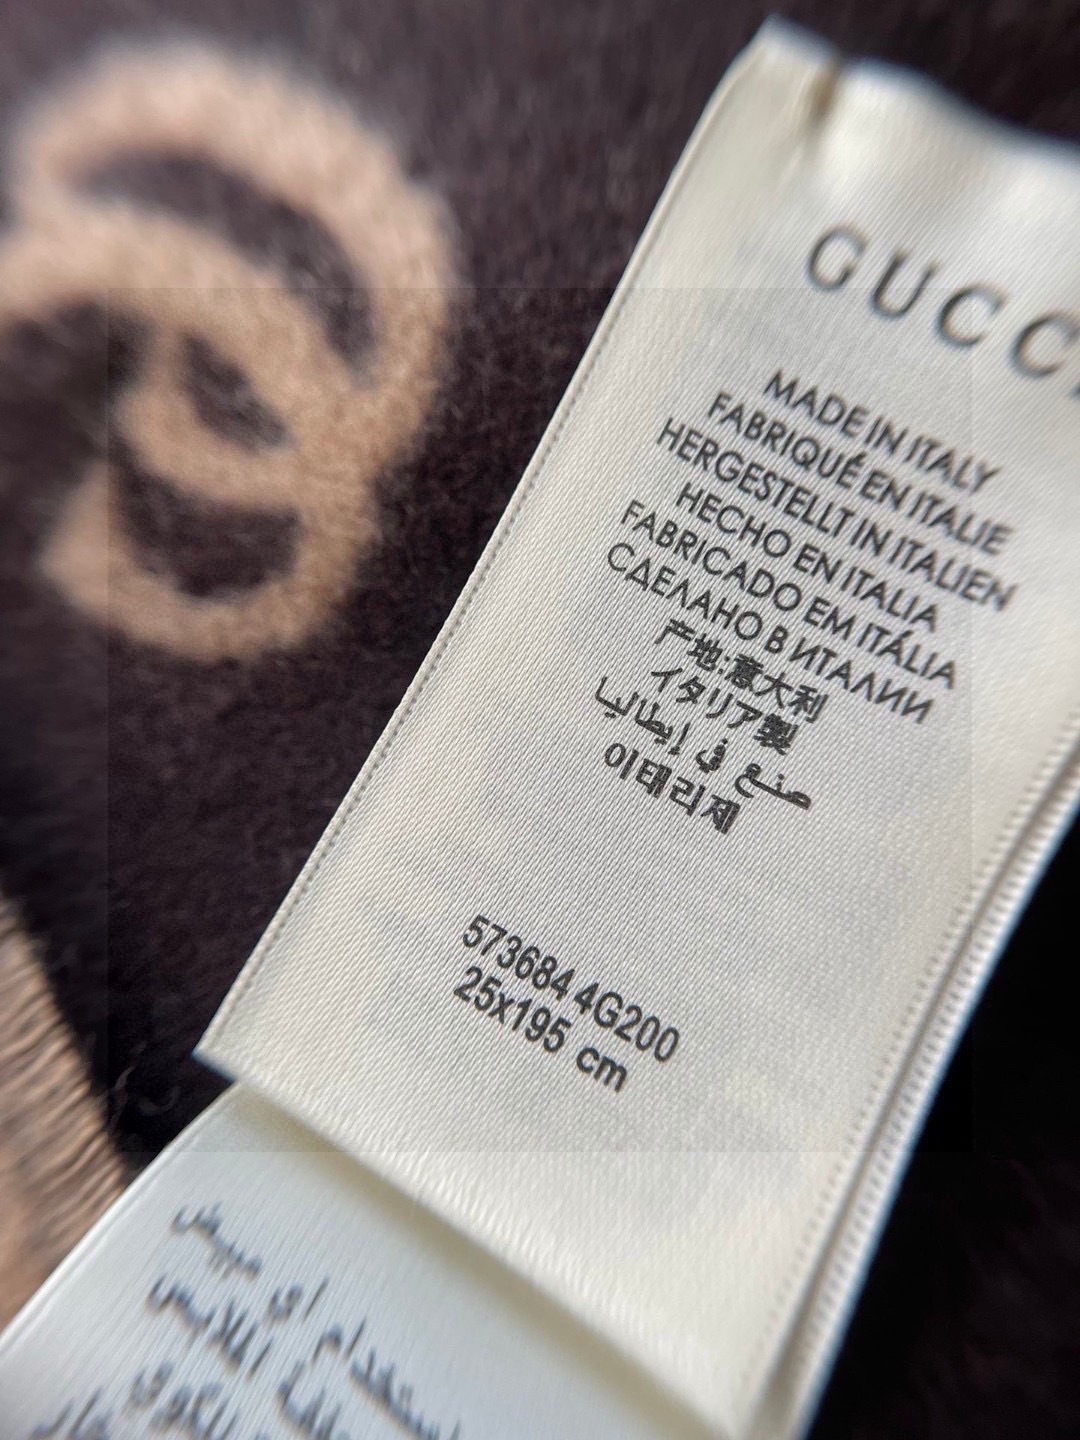 GUCCI
MADE IN ITALY
FABRIQUÉ EN ITALIE
HERGESTELLT IN ITALIEN
HECHO EN ITALIA
FABRICADO EM ITÁLIA
СДЕЛАНО В ИТАЛИИ
产地:意大利
イタリア製
صنع في إيطاليا
이태리제
573684 4G200
25x195 cm
أي مبيض